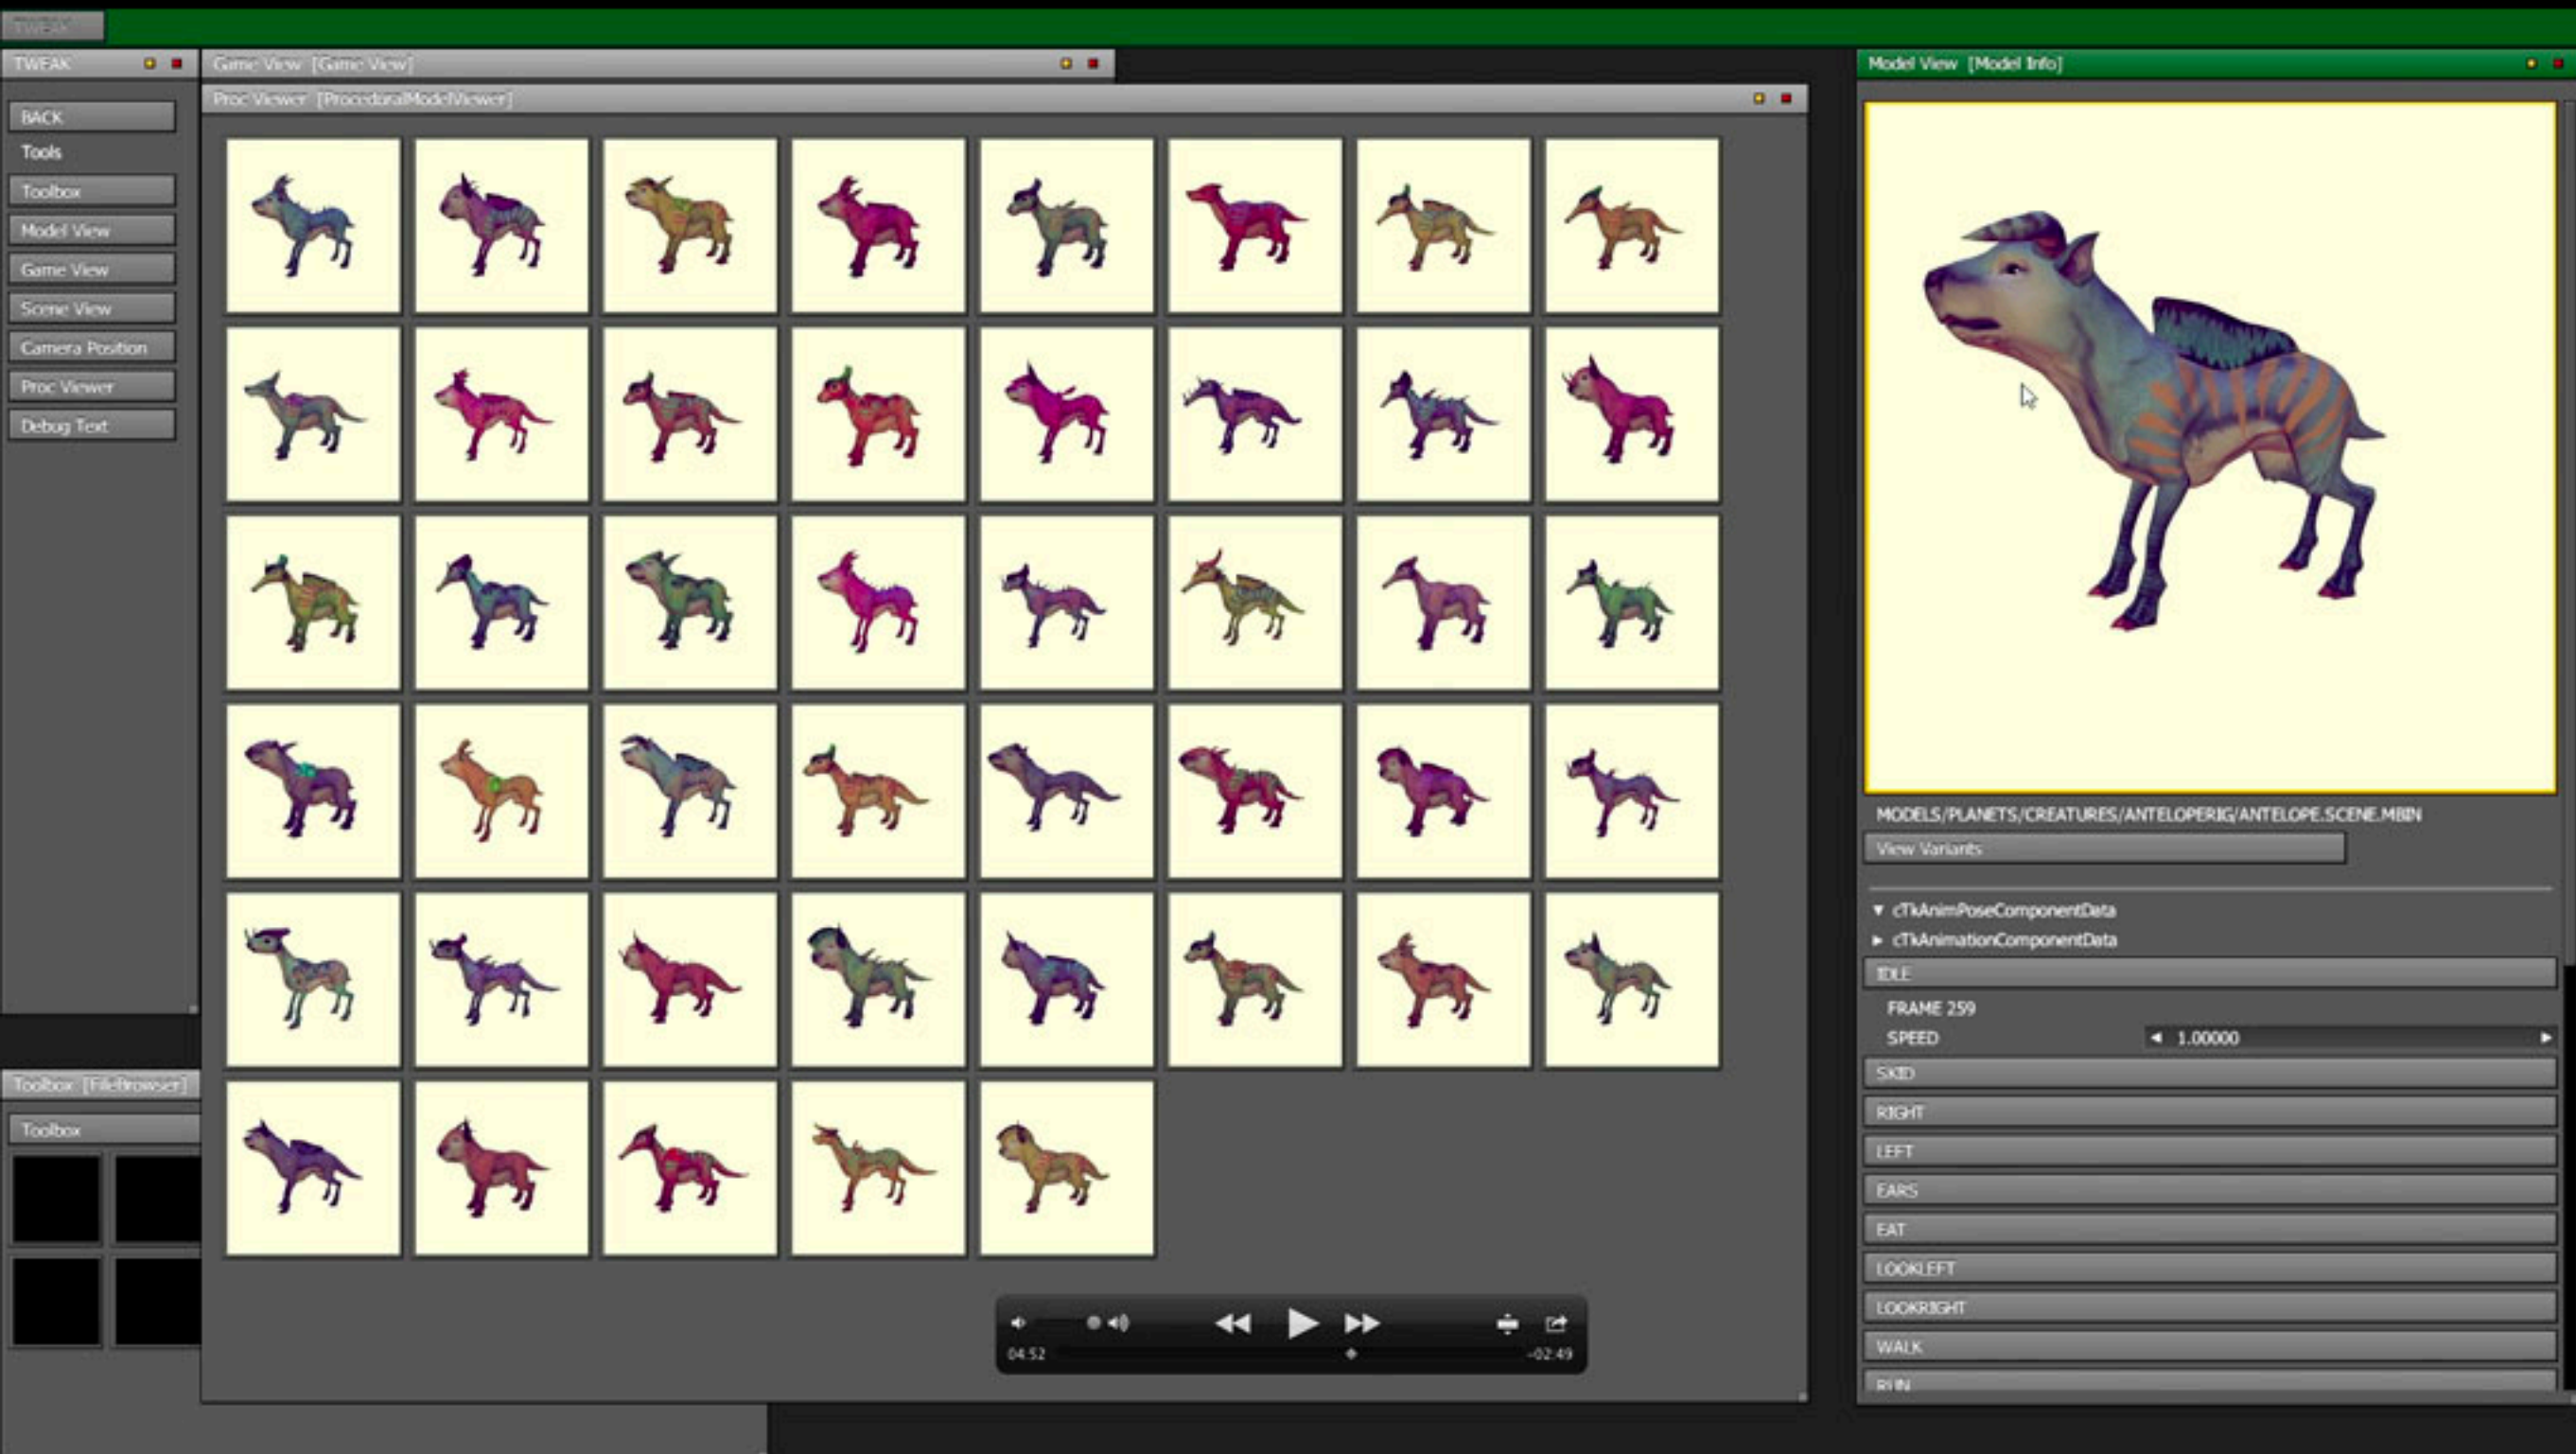 TWEAK
TWEAK
BACK
Tools
Toolbox
Model View
Game View
Scene View
Camera Position
Proc Viewer
Debug Text
Game View [Game View]
Proc Viewer [ProceduralModelViewer]
Toolbox [FileBrowser]
Toolbox
04:52
-02:49
Model View [Model Info]
MODELS/PLANETS/CREATURES/ANTELOPERIG/ANTELOPE.SCENE.MBIN
View Variants
cTkAnimPoseComponentData
cTkAnimationComponentData
IDLE
FRAME 259
SPEED 1.00000
SKID
RIGHT
LEFT
EARS
EAT
LOOKLEFT
LOOKRIGHT
WALK
RUN